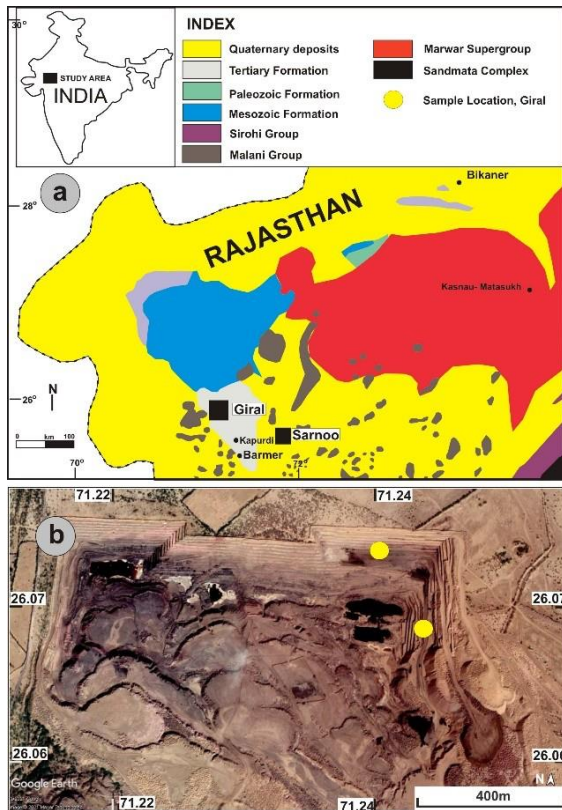 30°
STUDY AREA
INDIA
INDEX
Quaternary deposits
Tertiary Formation
Paleozoic Formation
Mesozoic Formation
Sirohi Group
Malani Group
Marwar Supergroup
Sandmata Complex
Sample Location, Giral
a
Bikaner
28°
RAJASTHAN
Kasnau- Matasukh
N
26°
Giral
Kapurdi
Sarnoo
Barmer
0 km 100
70°
72°
71.22
71.24
b
26.07
26.07
26.06
26.06
Google Earth
71.22
71.24
N
400m